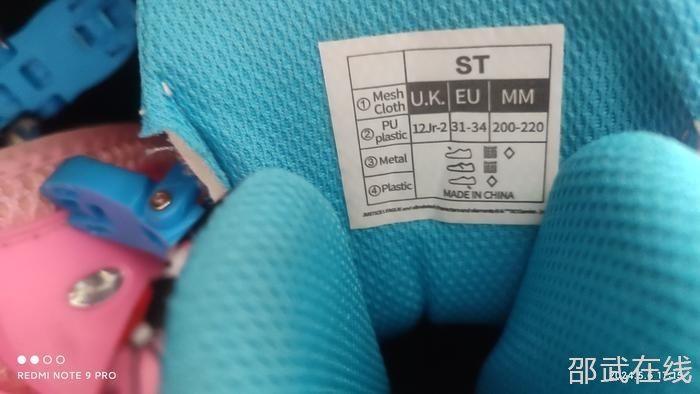 ST
① Mesh Cloth U.K. EU MM
② PU plastic 12Jr-2 31-34 200-220
③ Metal
④ Plastic
MADE IN CHINA
REDMI NOTE 9 PRO
邵武在线